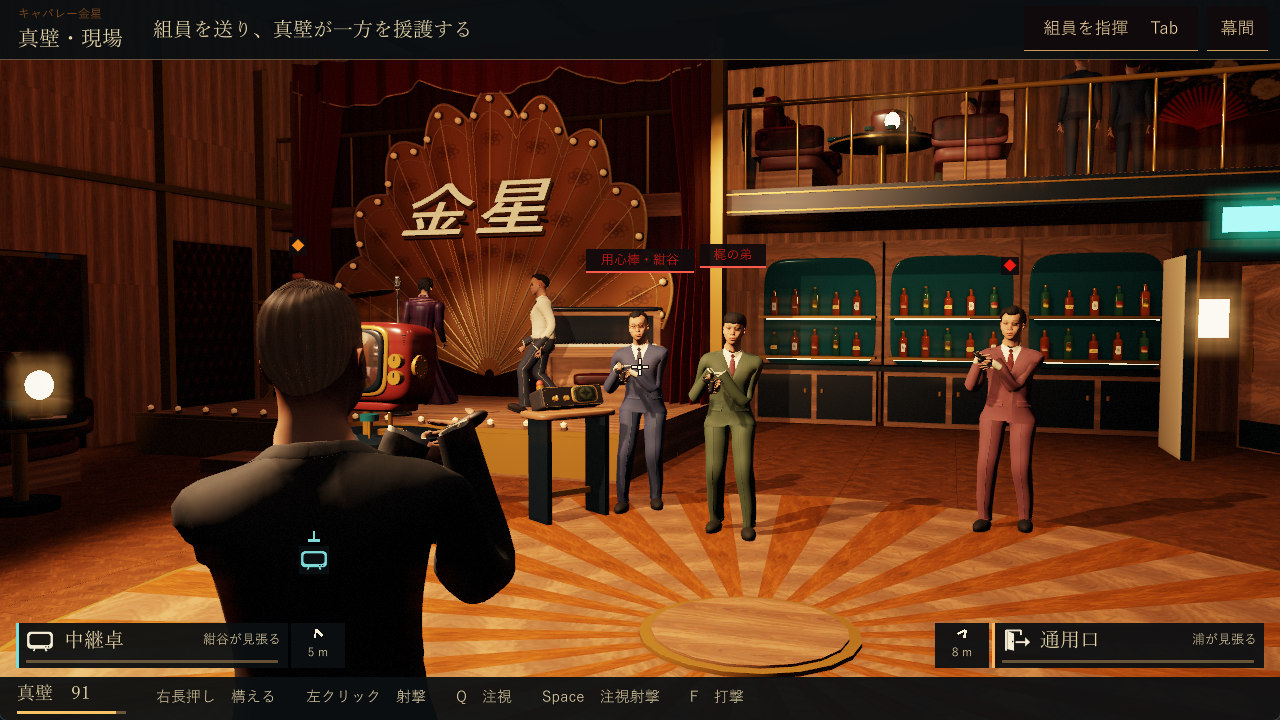 キャバレー金星
真壁・現場
組員を送り、真壁が一方を援護する
組員を指揮 Tab
幕間
金星
用心棒・紺谷
梶の弟
中継卓
紺谷が見張る
5 m
8 m
通用口
浦が見張る
真壁 91
右長押し 構える 左クリック 射撃 Q 注視 Space 注視射撃 F 打撃